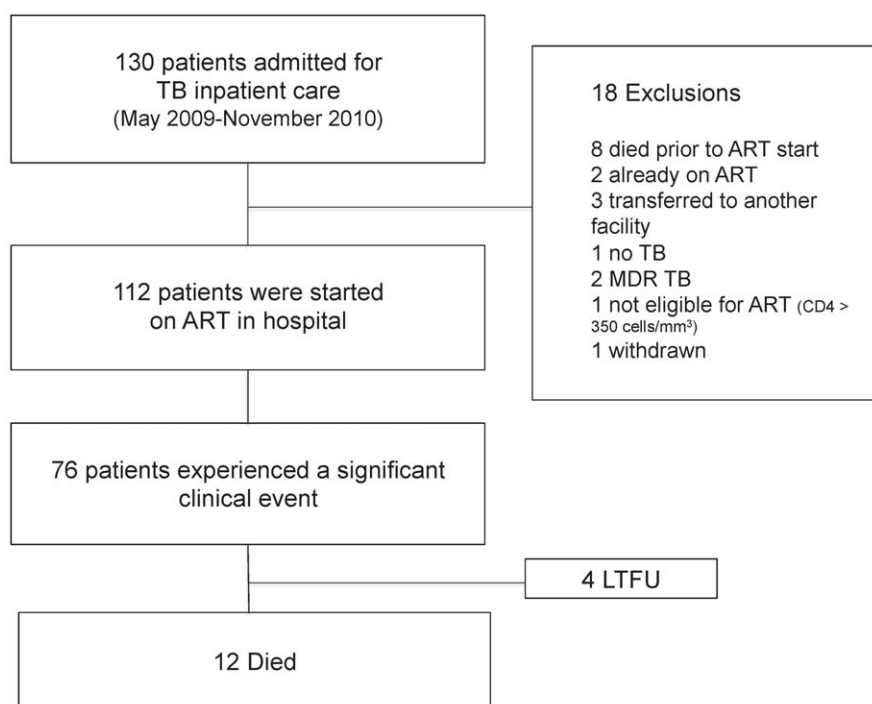 130 patients admitted for
TB inpatient care
(May 2009-November 2010)
18 Exclusions
8 died prior to ART start
2 already on ART
3 transferred to another
facility
1 no TB
2 MDR TB
1 not eligible for ART (CD4 >
350 cells/mm³)
1 withdrawn
112 patients were started
on ART in hospital
76 patients experienced a significant
clinical event
4 LTFU
12 Died